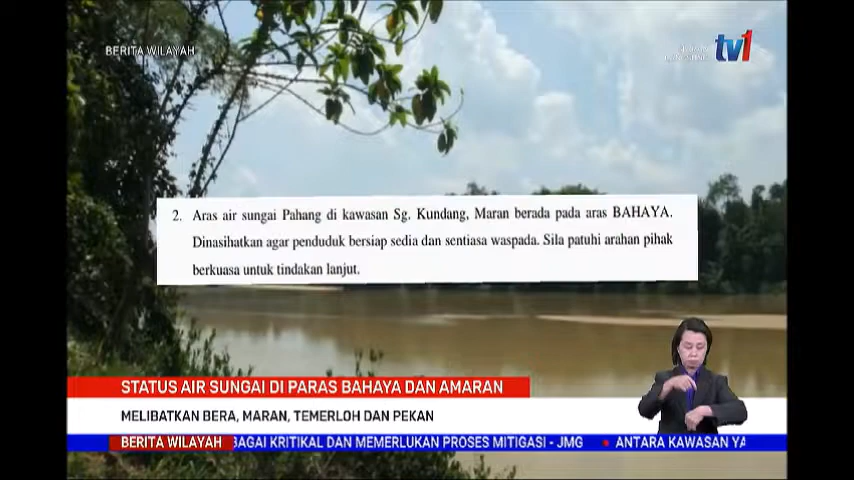 BERITA WILAYAH
tv1
2. Aras air sungai Pahang di kawasan Sg. Kundang, Maran berada pada aras BAHAYA.
Dinasihatkan agar penduduk bersiap sedia dan sentiasa waspada. Sila patuhi arahan pihak
berkuasa untuk tindakan lanjut.
STATUS AIR SUNGAI DI PARAS BAHAYA DAN AMARAN
MELIBATKAN BERA, MARAN, TEMERLOH DAN PEKAN
BERITA WILAYAH BAGAI KRITIKAL DAN MEMERLUKAN PROSES MITIGASI - JMG • ANTARA KAWASAN YA